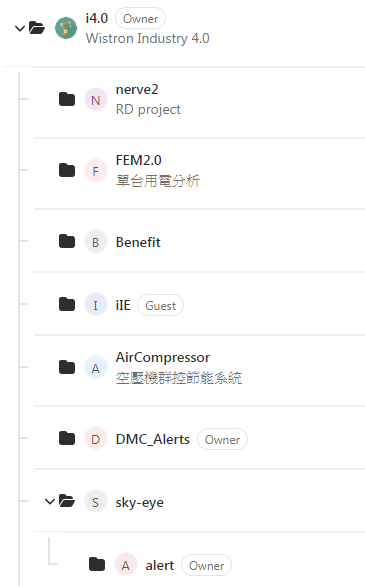 i4.0 Owner
Wistron Industry 4.0
N nerve2
RD project
F FEM2.0
單台用電分析
B Benefit
I iIE Guest
A AirCompressor
空壓機群控節能系統
D DMC_Alerts Owner
S sky-eye
A alert Owner